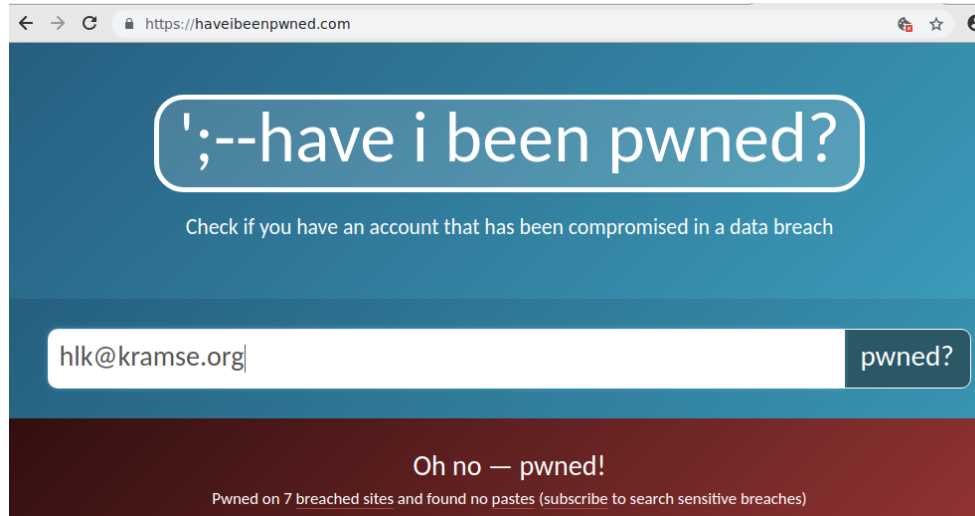 https://haveibeenpwned.com
';--have i been pwned?
Check if you have an account that has been compromised in a data breach
hlk@kramse.org
pwned?
Oh no — pwned!
Pwned on 7 breached sites and found no pastes (subscribe to search sensitive breaches)